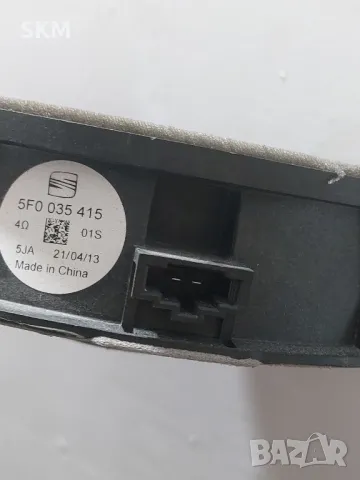 SKM
5F0 035 415
4Ω 01S
5JA 21/04/13
Made in China
BAZAR
bg